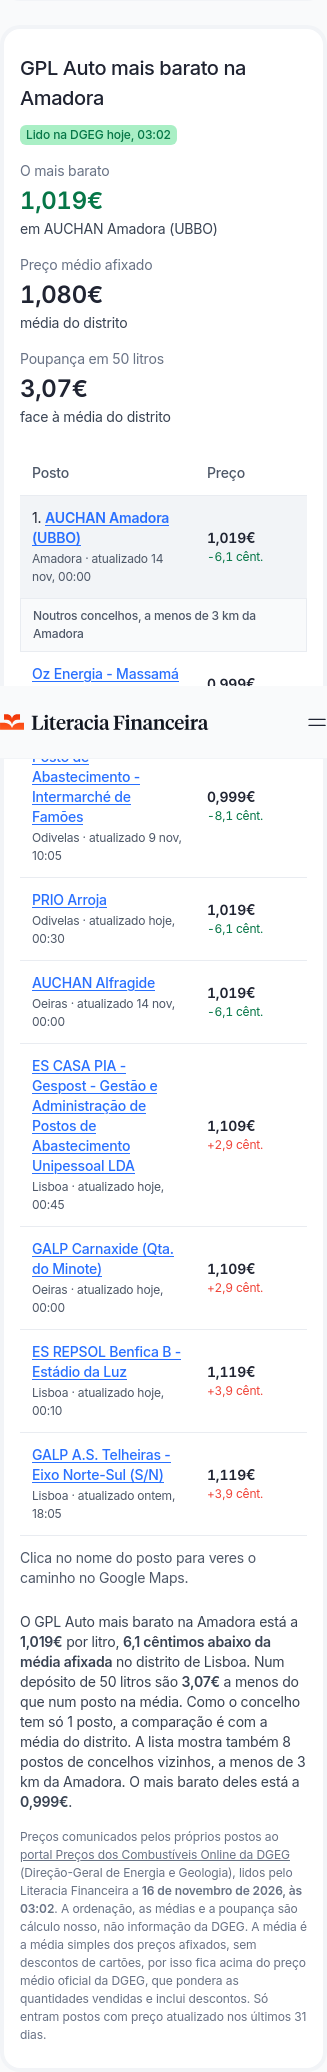 GPL Auto mais barato na
Amadora
Lido na DGEG hoje, 03:02
O mais barato
1,019€
em AUCHAN Amadora (UBBO)
Preço médio afixado
1,080€
média do distrito
Poupança em 50 litros
3,07€
face à média do distrito
Posto Preço
1. AUCHAN Amadora
(UBBO)
Amadora · atualizado 14
nov, 00:00
1,019€
-6,1 cênt.
Noutros concelhos, a menos de 3 km da
Amadora
Oz Energia - Massamá
0,999€
Literacia Financeira
Posto de
Abastecimento -
Intermarché de
Famões
Odivelas · atualizado 9 nov,
10:05
0,999€
-8,1 cênt.
PRIO Arroja
Odivelas · atualizado hoje,
00:30
1,019€
-6,1 cênt.
AUCHAN Alfragide
Oeiras · atualizado 14 nov,
00:00
1,019€
-6,1 cênt.
ES CASA PIA -
Gespost - Gestão e
Administração de
Postos de
Abastecimento
Unipessoal LDA
Lisboa · atualizado hoje,
00:45
1,109€
+2,9 cênt.
GALP Carnaxide (Qta.
do Minote)
Oeiras · atualizado hoje,
00:00
1,109€
+2,9 cênt.
ES REPSOL Benfica B -
Estádio da Luz
Lisboa · atualizado hoje,
00:10
1,119€
+3,9 cênt.
GALP A.S. Telheiras -
Eixo Norte-Sul (S/N)
Lisboa · atualizado ontem,
18:05
1,119€
+3,9 cênt.
Clica no nome do posto para veres o
caminho no Google Maps.
O GPL Auto mais barato na Amadora está a
1,019€ por litro, 6,1 cêntimos abaixo da
média afixada no distrito de Lisboa. Num
depósito de 50 litros são 3,07€ a menos do
que num posto na média. Como o concelho
tem só 1 posto, a comparação é com a
média do distrito. A lista mostra também 8
postos de concelhos vizinhos, a menos de 3
km da Amadora. O mais barato deles está a
0,999€.
Preços comunicados pelos próprios postos ao
portal Preços dos Combustíveis Online da DGEG
(Direção-Geral de Energia e Geologia), lidos pelo
Literacia Financeira a 16 de novembro de 2026, às
03:02. A ordenação, as médias e a poupança são
cálculo nosso, não informação da DGEG. A média é
a média simples dos preços afixados, sem
descontos de cartões, por isso fica acima do preço
médio oficial da DGEG, que pondera as
quantidades vendidas e inclui descontos. Só
entram postos com preço atualizado nos últimos 31
dias.